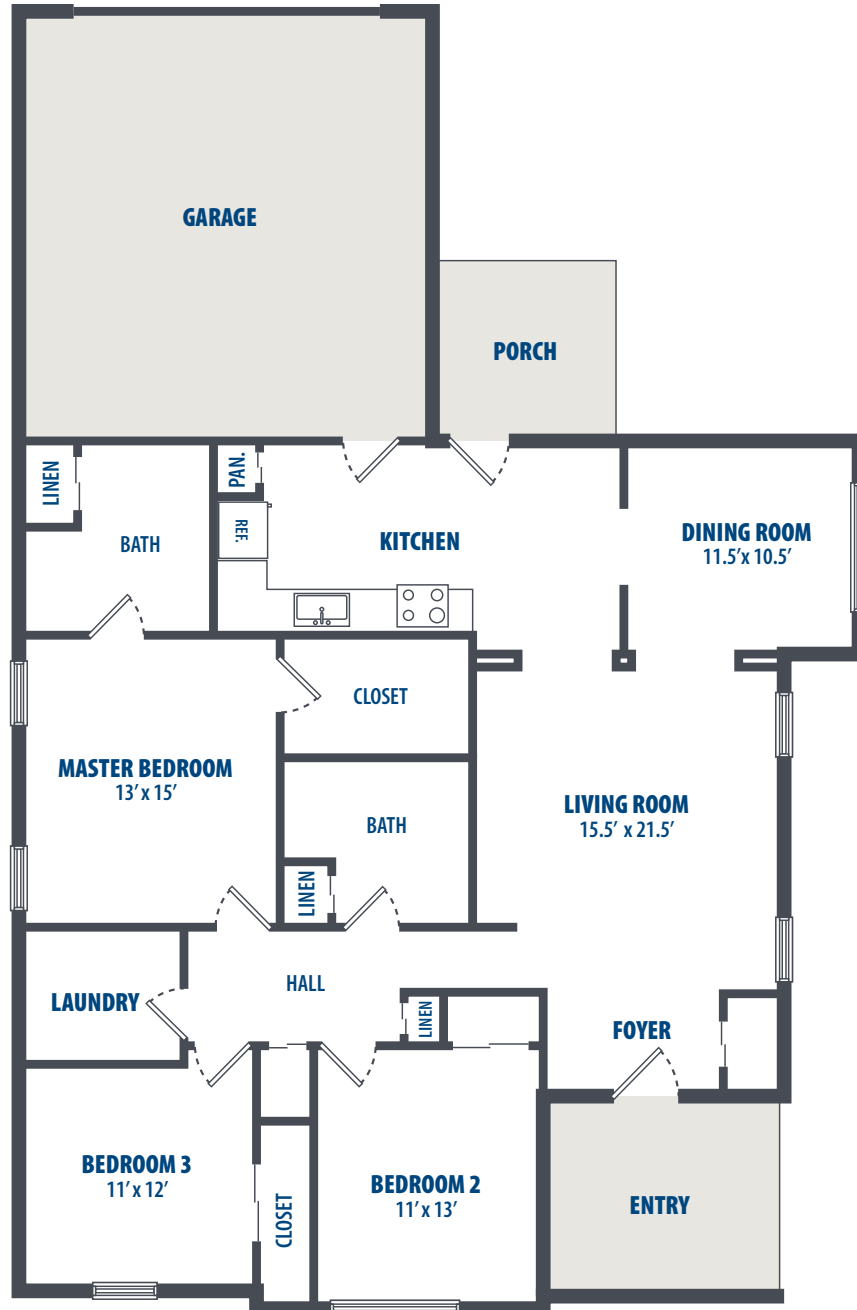 GARAGE
PORCH
LINEN
BATH
PAN.
REF.
KITCHEN
DINING ROOM
11.5’x 10.5’
CLOSET
MASTER BEDROOM
13’ x 15’
BATH
LIVING ROOM
15.5’ x 21.5’
LINEN
LAUNDRY
HALL
LINEN
FOYER
BEDROOM 3
11’ x 12’
CLOSET
BEDROOM 2
11’ x 13’
ENTRY